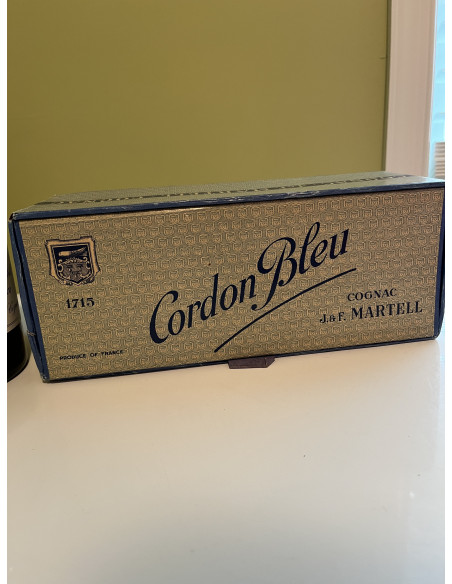 1715
PRODUCE OF FRANCE
Cordon Bleu
COGNAC
J.&F. MARTELL